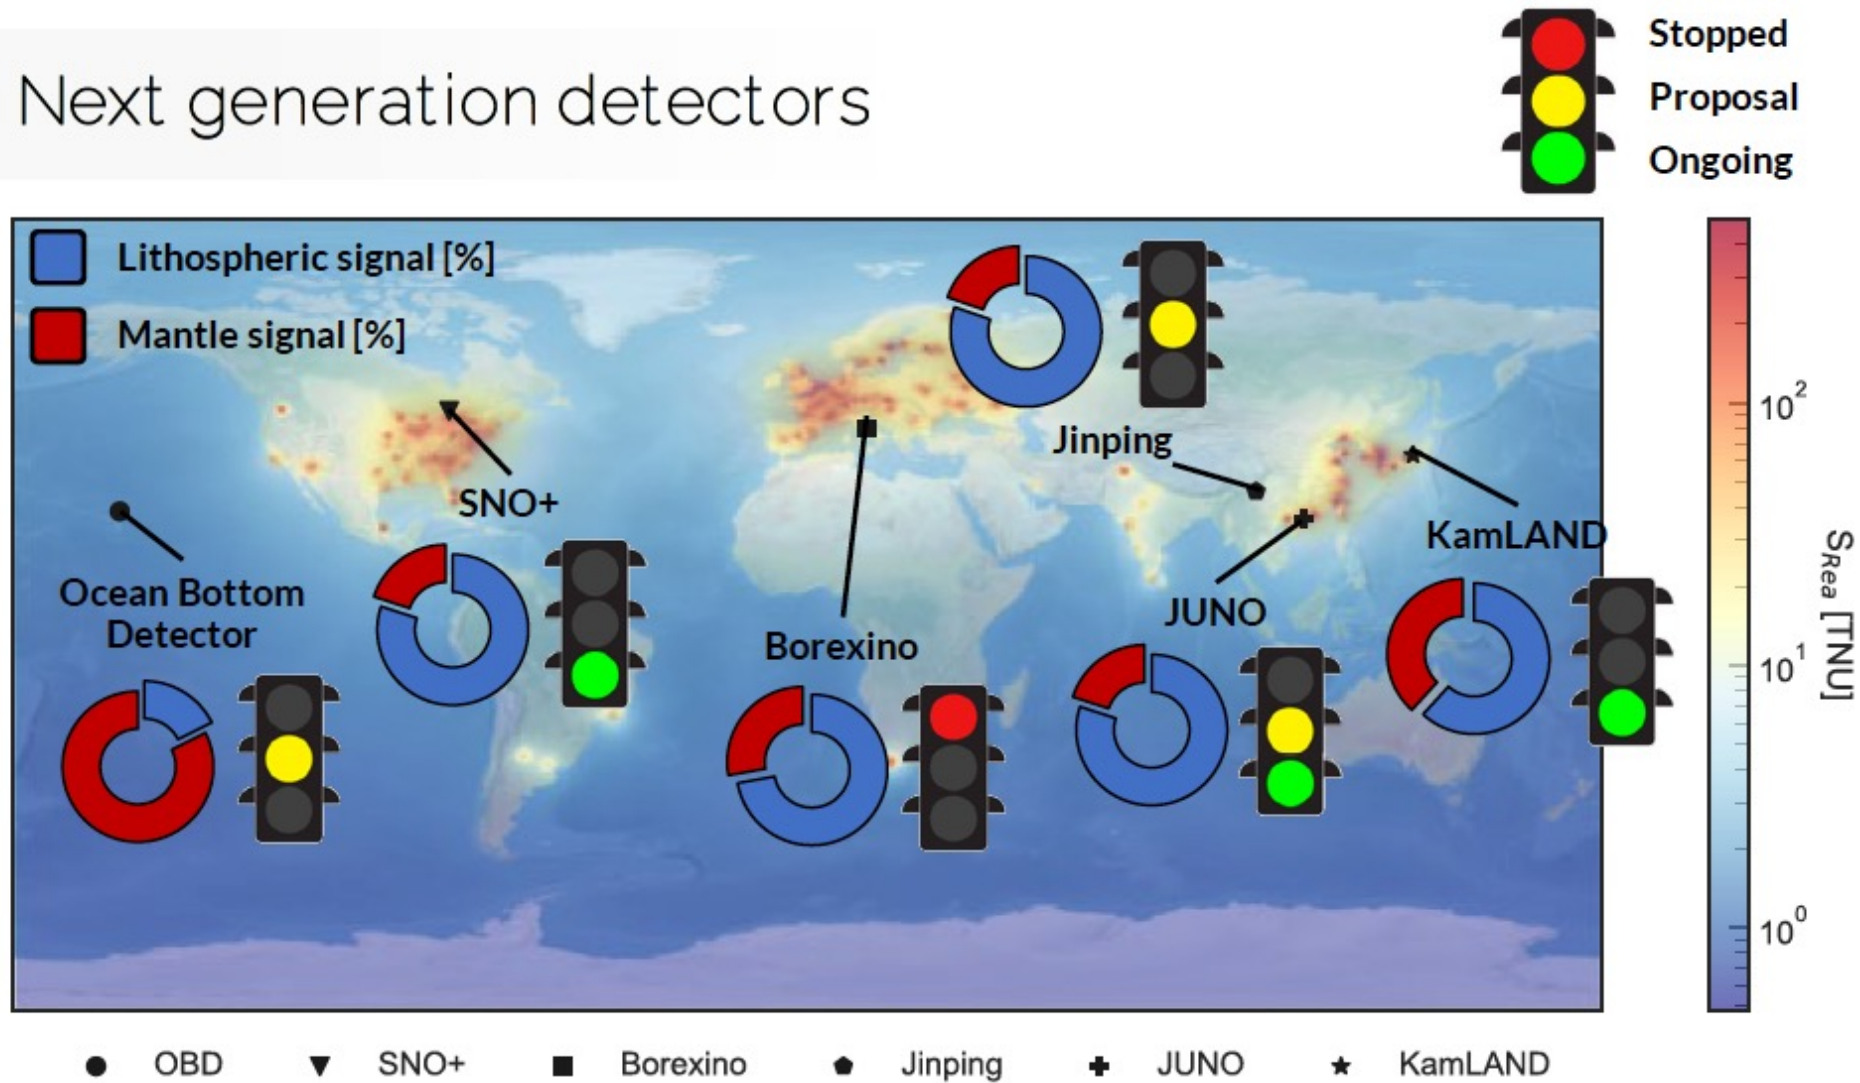 Next generation detectors
Stopped
Proposal
Ongoing
Lithospheric signal [%]
Mantle signal [%]
Jinping
SNO+
KamLAND
Ocean Bottom
Detector
Borexino
JUNO
10²
10¹
10⁰
S_Rea [TNU]
OBD SNO+ Borexino Jinping JUNO KamLAND